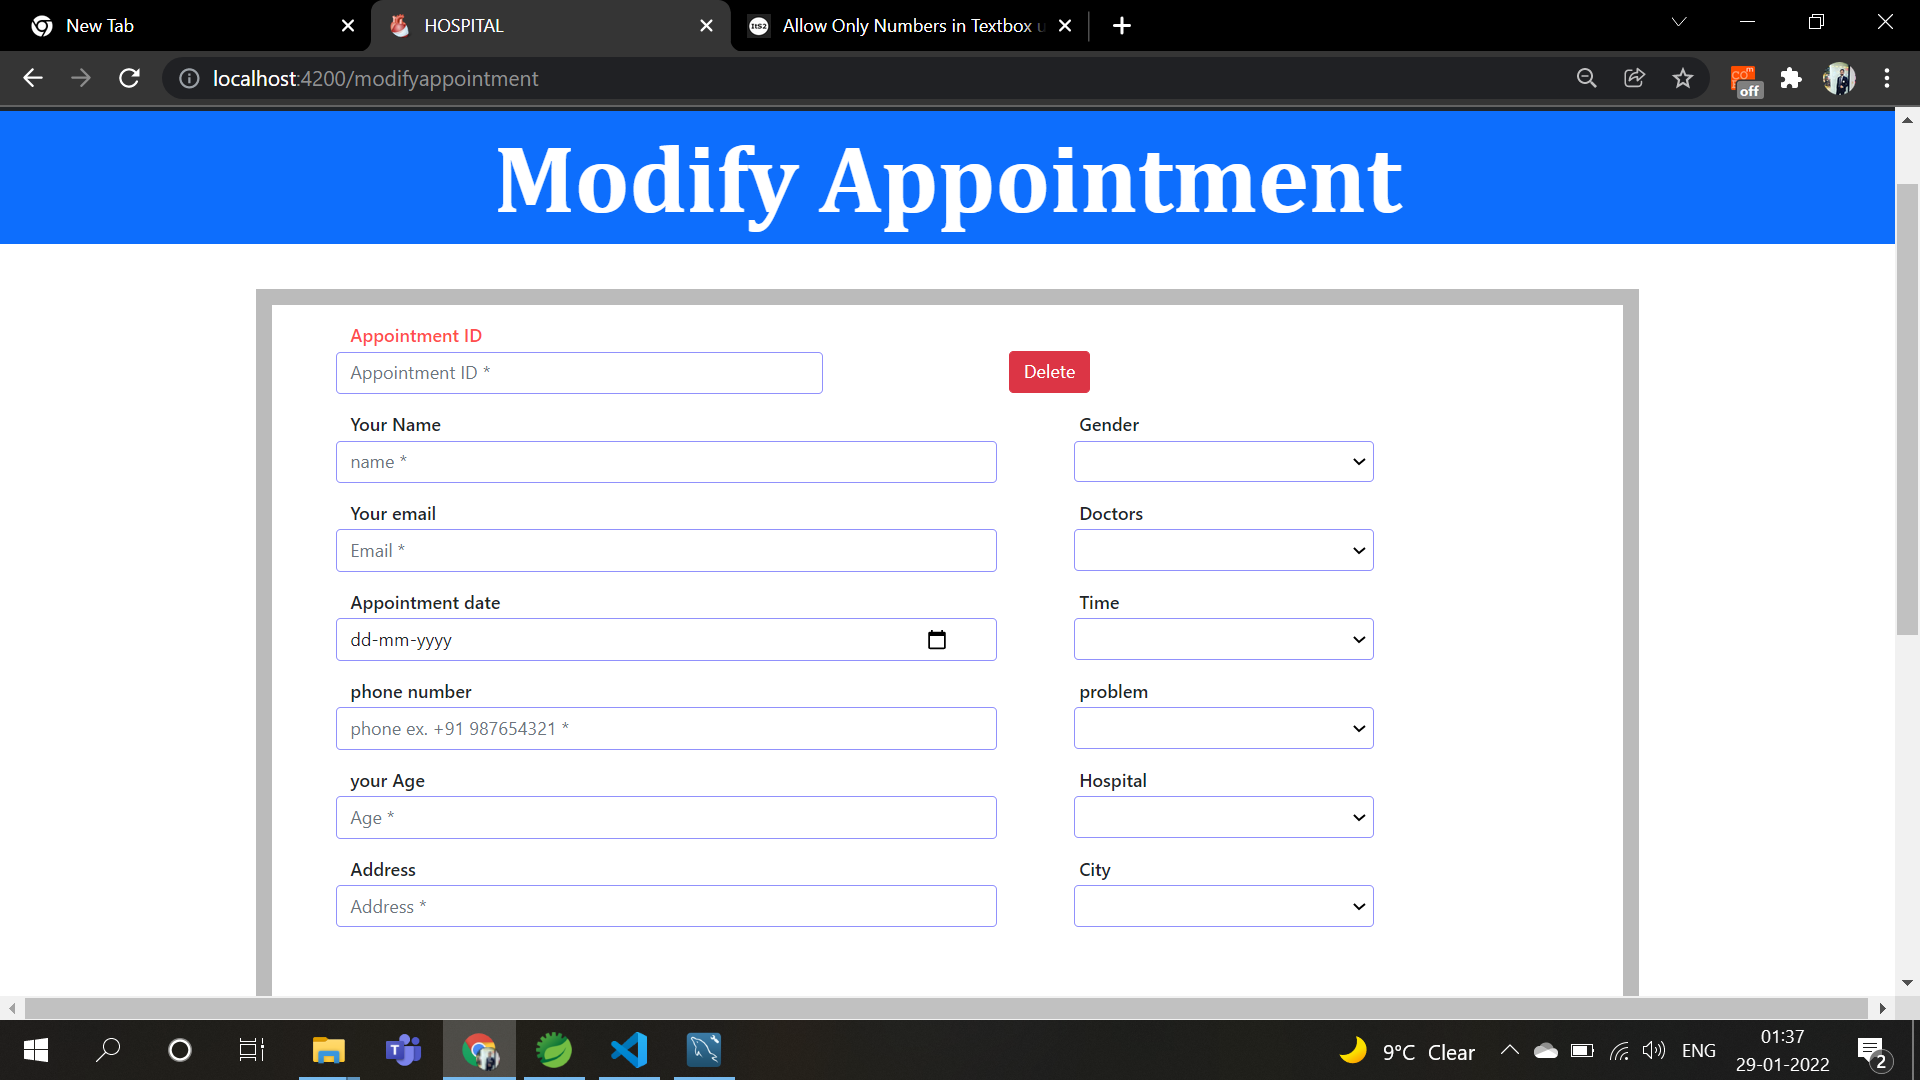 New Tab
HOSPITAL
ItS2
Allow Only Numbers in Textbox u
localhost:4200/modifyappointment
off
Modify Appointment
Appointment ID
Appointment ID *
Delete
Your Name
Gender
name *
Your email
Doctors
Email *
Appointment date
Time
dd-mm-yyyy
phone number
problem
phone ex. +91 987654321 *
your Age
Hospital
Age *
Address
City
Address *
9°C Clear
ENG
01:37
29-01-2022
2